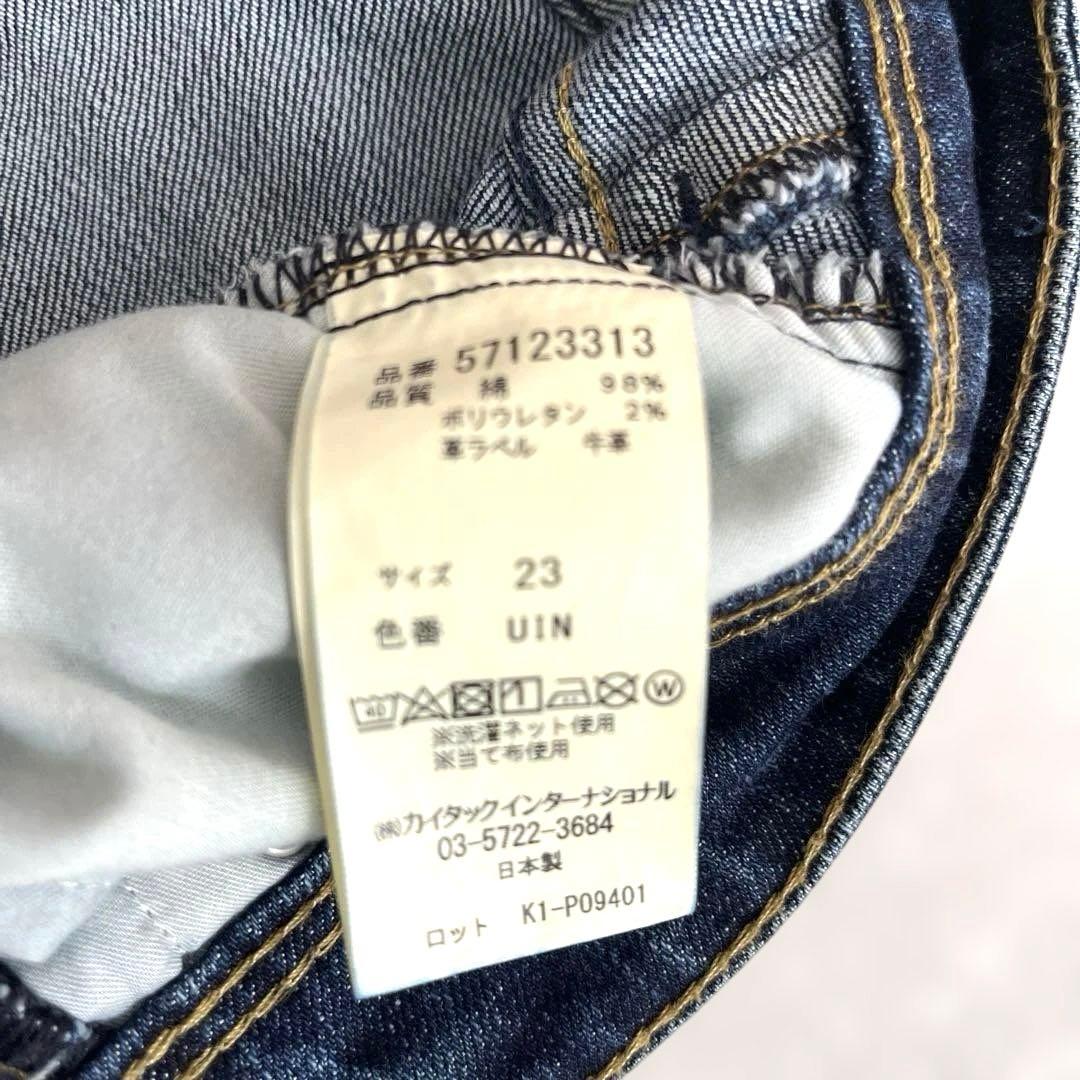 品番 57123313
品質 綿 98%
ポリウレタン 2%
革ラベル 牛革
サイズ 23
色番 UIN
40 W
※洗濯ネット使用
※当て布使用
㈱カイタックインターナショナル
03-5722-3684
日本製
ロット K1-P09401